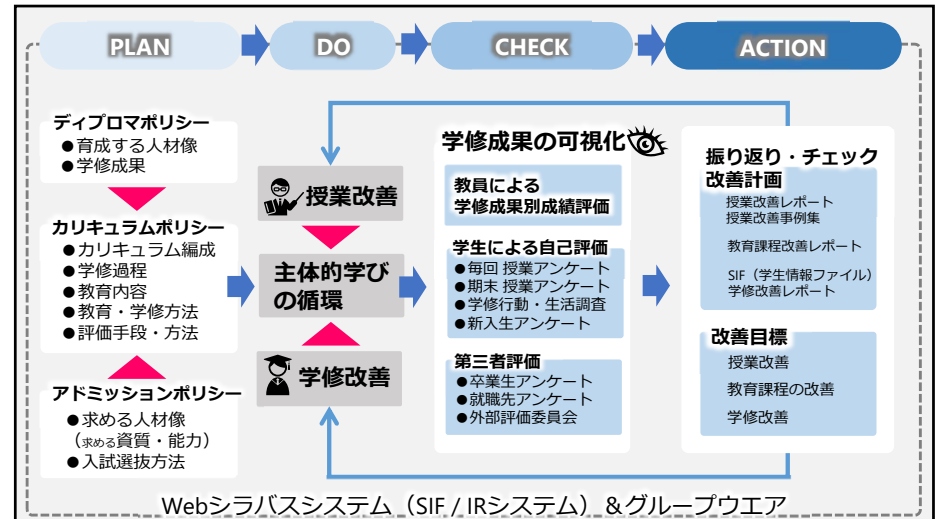 PLAN
DO
CHECK
ACTION
ディプロマポリシー
●育成する人材像
●学修成果
カリキュラムポリシー
●カリキュラム編成
●学修過程
●教育内容
●教育・学修方法
●評価手段・方法
アドミッションポリシー
●求める人材像
（求める資質・能力）
●入試選抜方法
授業改善
主体的学び
の循環
学修改善
学修成果の可視化
教員による
学修成果別成績評価
学生による自己評価
●毎回 授業アンケート
●期末 授業アンケート
●学修行動・生活調査
●新入生アンケート
第三者評価
●卒業生アンケート
●就職先アンケート
●外部評価委員会
振り返り・チェック
改善計画
授業改善レポート
授業改善事例集
教育課程改善レポート
SIF（学生情報ファイル）
学修改善レポート
改善目標
授業改善
教育課程の改善
学修改善
Webシラバスシステム（SIF / IRシステム）＆グループウエア